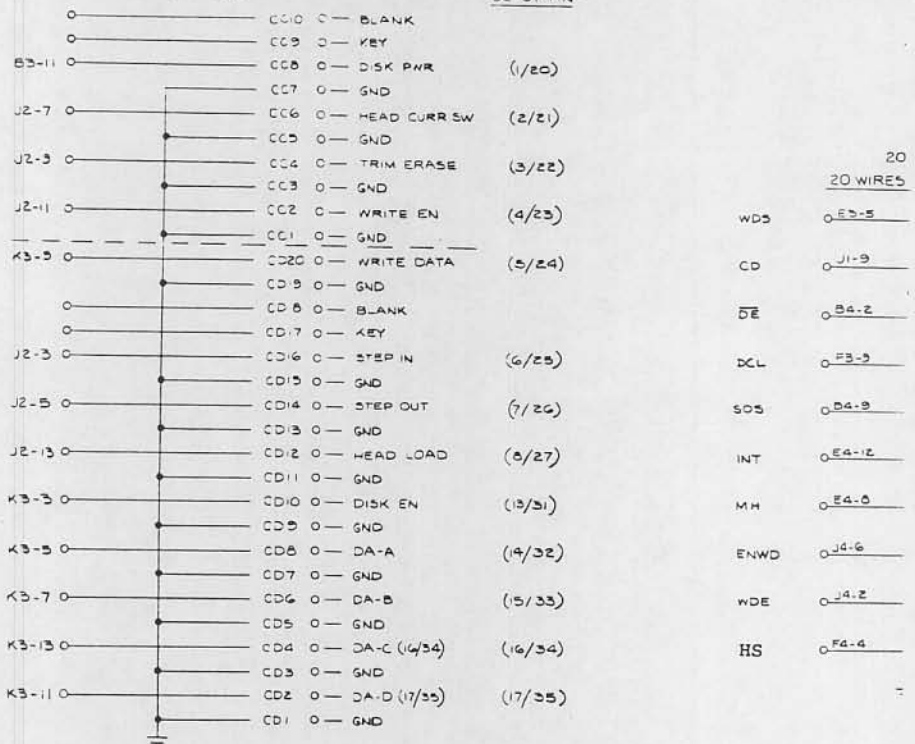 CC10 BLANK
CC9 KEY
B3-11 CC8 DISK PWR (1/20)
CC7 GND
J2-7 CC6 HEAD CURR SW (2/21)
CC5 GND
J2-9 CC4 TRIM ERASE (3/22)
CC3 GND
J2-11 CC2 WRITE EN (4/23)
CC1 GND
K3-9 CD20 WRITE DATA (5/24)
CD19 GND
CD18 BLANK
CD17 KEY
J2-3 CD16 STEP IN (6/25)
CD15 GND
J2-5 CD14 STEP OUT (7/26)
CD13 GND
J2-13 CD12 HEAD LOAD (8/27)
CD11 GND
K3-3 CD10 DISK EN (13/31)
CD9 GND
K3-5 CD8 DA-A (14/32)
CD7 GND
K3-7 CD6 DA-B (15/33)
CD5 GND
K3-13 CD4 DA-C (16/34) (16/34)
CD3 GND
K3-11 CD2 DA-D (17/35) (17/35)
CD1 GND
20
20 WIRES
WDS E3-5
CD J1-9
DE B4-2
DCL F3-9
SOS D4-9
INT E4-12
MH E4-8
ENWD J4-6
WDE J4-2
HS F4-4